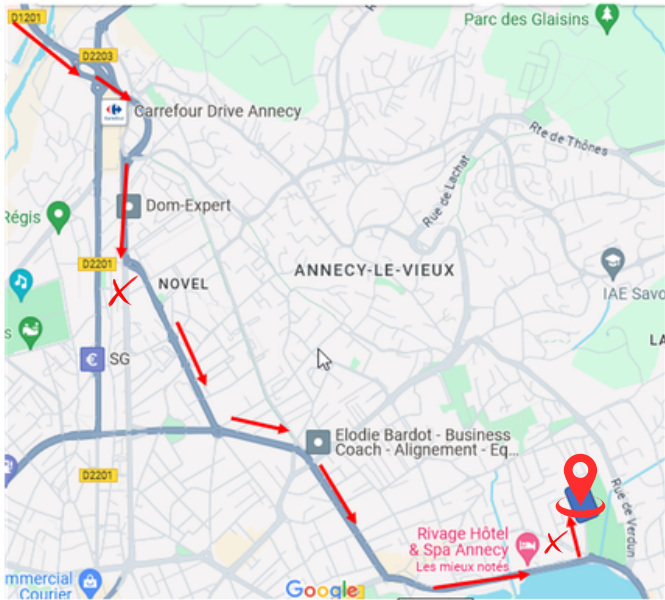 D1201
Parc des Glaisins
D2203
Carrefour Drive Annecy
Rte de Thônes
Rue de Lachat
Régis
Dom-Expert
D2201
NOVEL
ANNECY-LE-VIEUX
IAE Savo
LA
€
SG
Elodie Bardot - Business
Coach - Alignement - Eq...
D2201
Rue de Verdun
Rivage Hôtel
& Spa Annecy
Les mieux notés
mmercial
Courier
Google